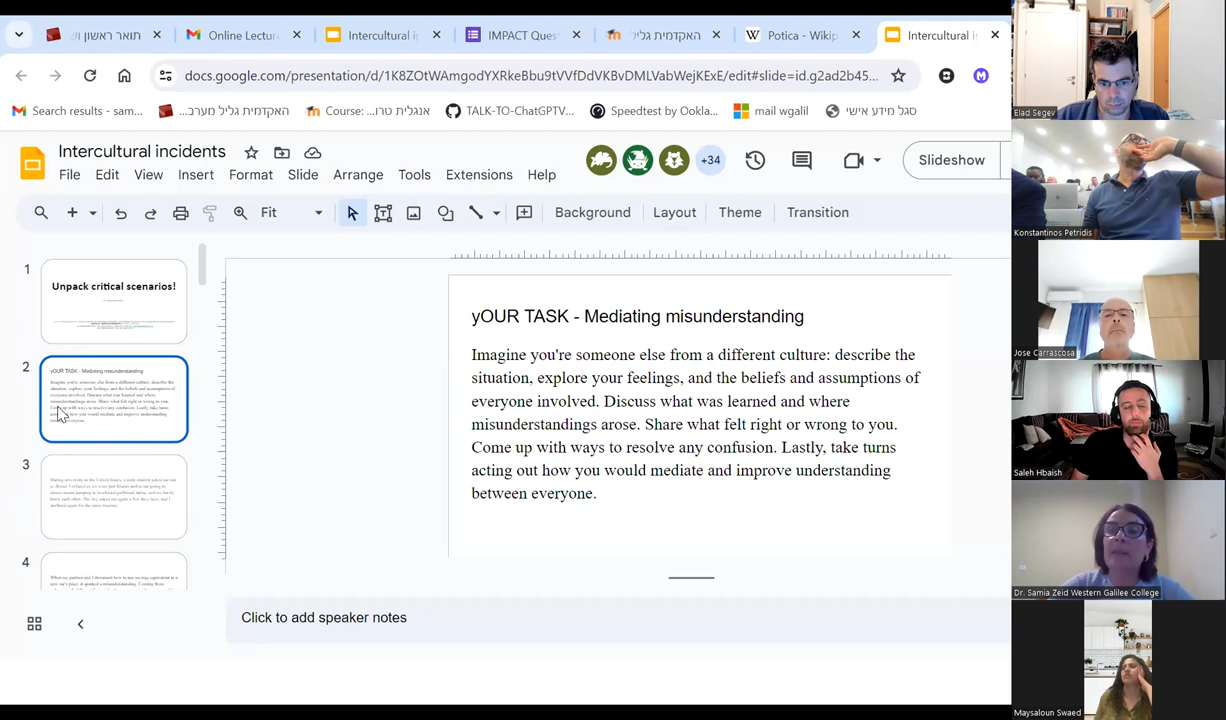 תואר ראשון וש
Online Lectur
Intercultural i
IMPACT Ques
האקדמית גליל
Potica - Wikip
Intercultural i
docs.google.com/presentation/d/1K8ZOtWAmgodYXRkeBbu9tVVfDdVKBvDMLVabWejKExE/edit#slide=id.g2ad2b45...
Search results - sam...
האקדמית גליל מערב...
Course: אנגלית טרו...
TALK-TO-ChatGPTV...
Speedtest by Ookla...
mail wgalil
סגל מידע אישי
Intercultural incidents
File Edit View Insert Format Slide Arrange Tools Extensions Help
+34
Slideshow
Fit
Background
Layout
Theme
Transition
1
Unpack critical scenarios!
2
yOUR TASK - Mediating misunderstanding
3
4
yOUR TASK - Mediating misunderstanding
Imagine you're someone else from a different culture: describe the
situation, explore your feelings, and the beliefs and assumptions of
everyone involved. Discuss what was learned and where
misunderstandings arose. Share what felt right or wrong to you.
Come up with ways to resolve any confusion. Lastly, take turns
acting out how you would mediate and improve understanding
between everyone.
Click to add speaker notes
Elad Segev
Konstantinos Petridis
Jose Carrascosa
Saleh Hbaish
Dr. Samia Zeid Western Galilee College
Maysaloun Swaed